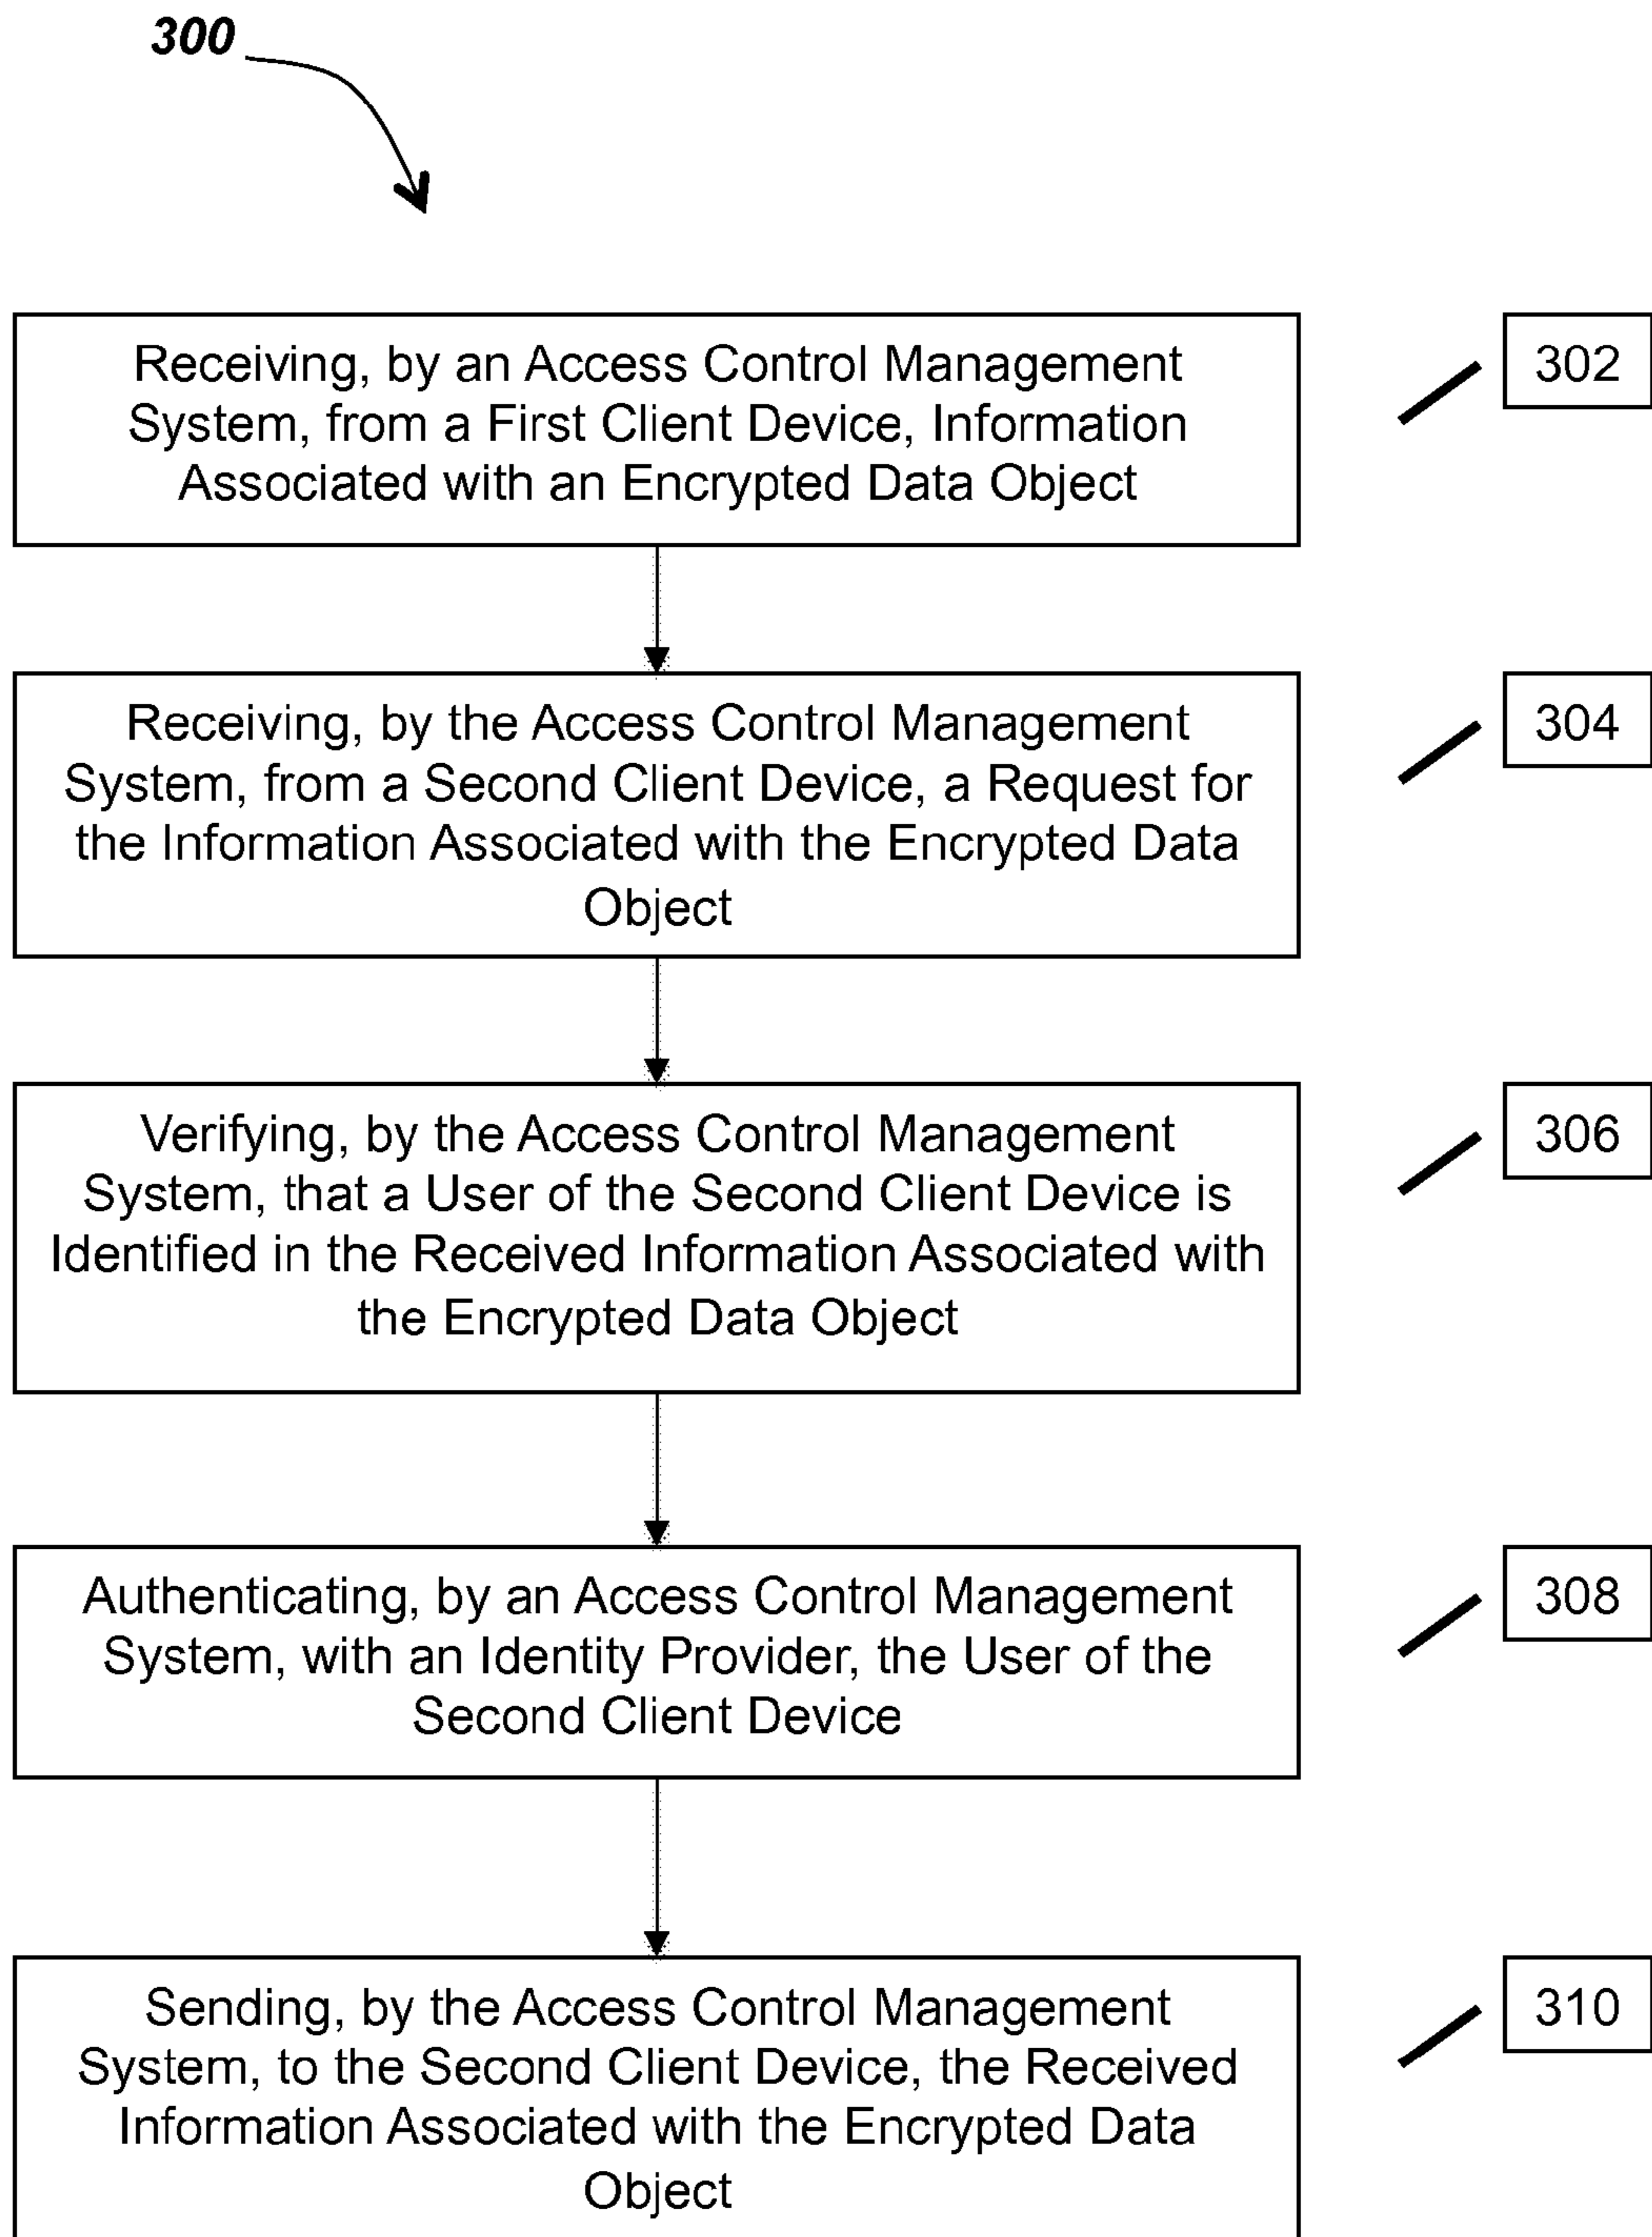 300
Receiving, by an Access Control Management
System, from a First Client Device, Information
Associated with an Encrypted Data Object
302
Receiving, by the Access Control Management
System, from a Second Client Device, a Request for
the Information Associated with the Encrypted Data
Object
304
Verifying, by the Access Control Management
System, that a User of the Second Client Device is
Identified in the Received Information Associated with
the Encrypted Data Object
306
Authenticating, by an Access Control Management
System, with an Identity Provider, the User of the
Second Client Device
308
Sending, by the Access Control Management
System, to the Second Client Device, the Received
Information Associated with the Encrypted Data
Object
310